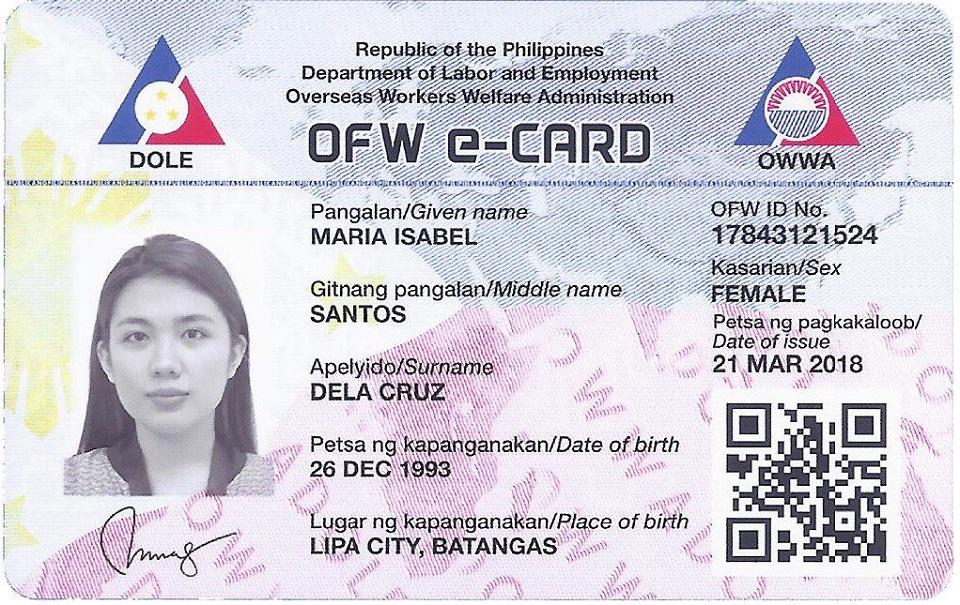 Republic of the Philippines
Department of Labor and Employment
Overseas Workers Welfare Administration
OFW e-CARD
DOLE
OWWA
Pangalan/Given name
MARIA ISABEL
Gitnang pangalan/Middle name
SANTOS
Apelyido/Surname
DELA CRUZ
Petsa ng kapanganakan/Date of birth
26 DEC 1993
Lugar ng kapanganakan/Place of birth
LIPA CITY, BATANGAS
OFW ID No.
17843121524
Kasarian/Sex
FEMALE
Petsa ng pagkakaloob/
Date of issue
21 MAR 2018